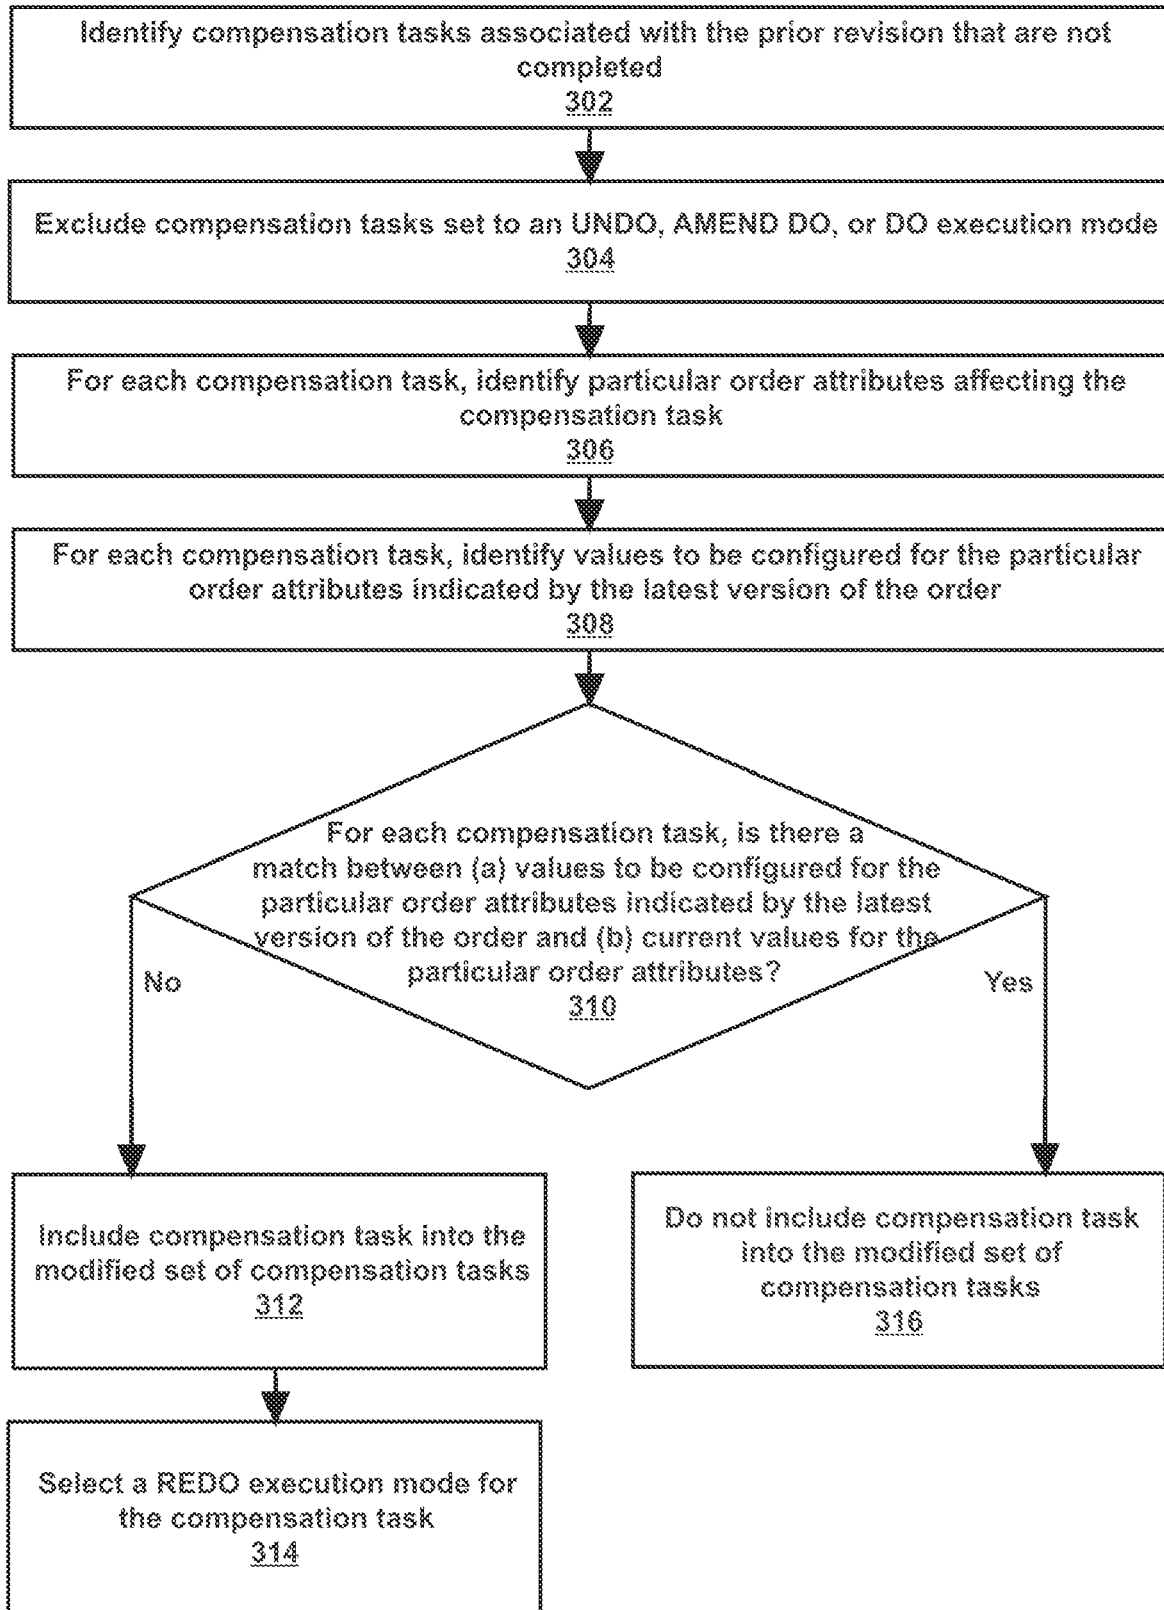 Identify compensation tasks associated with the prior revision that are not
completed
302
Exclude compensation tasks set to an UNDO, AMEND DO, or DO execution mode
304
For each compensation task, identify particular order attributes affecting the
compensation task
306
For each compensation task, identify values to be configured for the particular
order attributes indicated by the latest version of the order
308
For each compensation task, is there a
match between (a) values to be configured for the
particular order attributes indicated by the latest
version of the order and (b) current values for the
particular order attributes?
310
No
Yes
Include compensation task into the
modified set of compensation tasks
312
Do not include compensation task
into the modified set of
compensation tasks
316
Select a REDO execution mode for
the compensation task
314